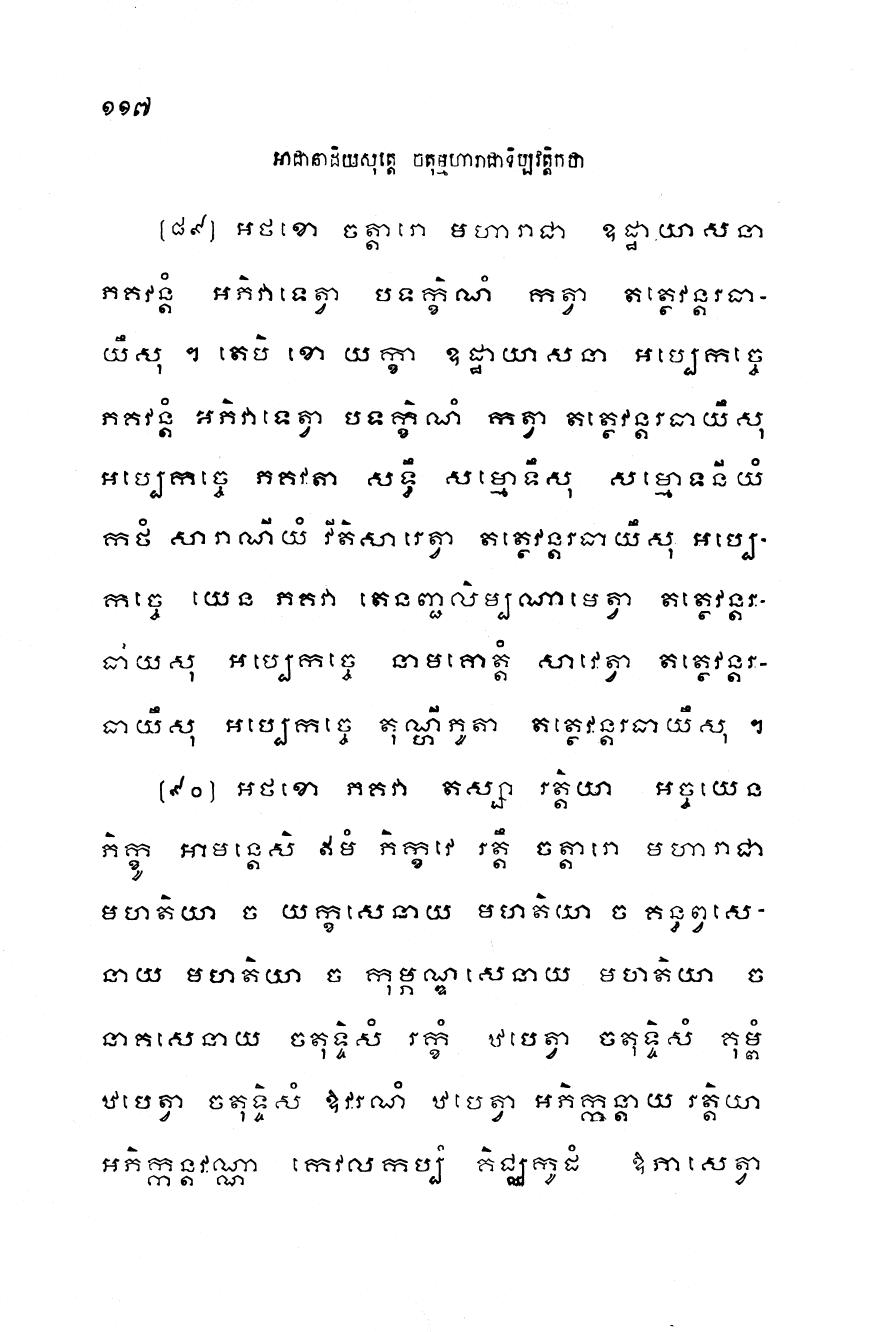 ១១៧
អាដានាដិយសុត្តេ ចតុម្មហារាជាទិប្បវត្តិកថា
(៨៩) អថខោ ចត្តារោ មហារាជា ឧដ្ឋាយាសនា
ភគវន្តំ អភិវាទេត្វា បទក្ខិណំ កត្វា តត្ថេវន្តរធា-
យឹសុ ។ តេបិ ខោ យក្ខា ឧដ្ឋាយាសនា អប្បេកច្ចេ
ភគវន្តំ អភិវាទេត្វា បទក្ខិណំ កត្វា តត្ថេវន្តរធាយឹសុ
អប្បេកច្ចេ ភគវតា សទ្ធឹ សម្មោទឹសុ សម្មោទនីយំ
កថំ សារាណីយំ វីតិសារេត្វា តត្ថេវន្តរធាយឹសុ អប្បេ-
កច្ចេ យេន ភគវា តេនញ្ជលិម្បណាមេត្វា តត្ថេវន្តរ-
ធាយសុ អប្បេកច្ចេ នាមគោត្តំ សាវេត្វា តត្ថេវន្តរ-
ធាយឹសុ អប្បេកច្ចេ តុណ្ហីភូតា តត្ថេវន្តរធាយឹសុ ។
(៩០) អថខោ ភគវា តស្សា រត្តិយា អច្ចយេន
ភិក្ខូ អាមន្តេសិ ឥមំ ភិក្ខវេ រត្តឹ ចត្តារោ មហារាជា
មហតិយា ច យក្ខសេនាយ មហតិយា ច គន្ធព្វសេ-
នាយ មហតិយា ច កុម្ភណ្ឌសេនាយ មហតិយា ច
នាគសេនាយ ចតុទ្ទិសំ រក្ខំ ឋបេត្វា ចតុទ្ទិសំ គុម្ពំ
ឋបេត្វា ចតុទ្ទិសំ ឱវរណំ ឋបេត្វា អភិក្កន្តាយ រត្តិយា
អភិក្កន្តវណ្ណា កេវលកប្បំ គិជ្ឈកូដំ ឱភាសេត្វា